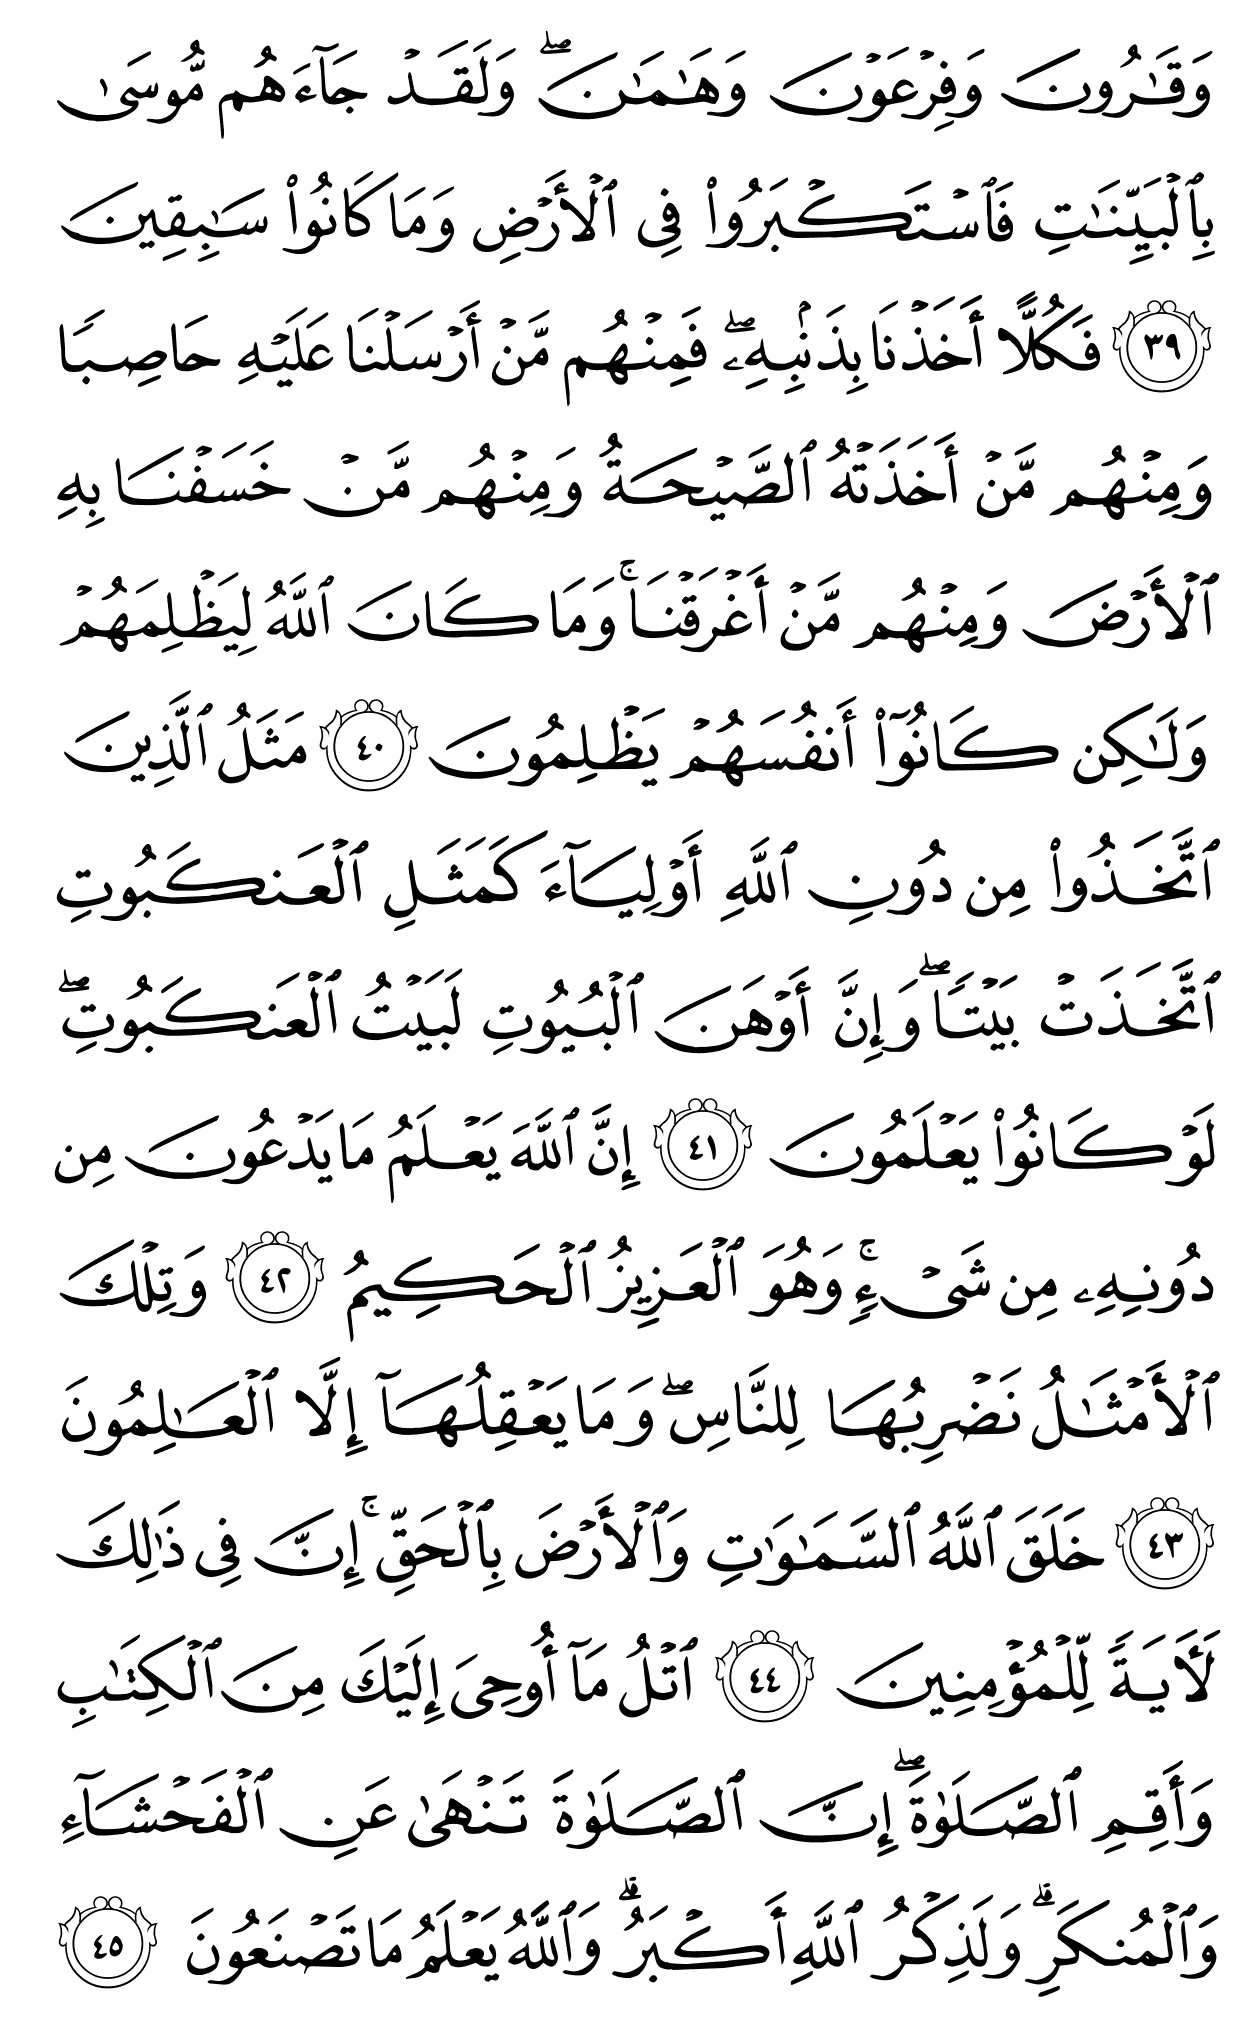 وَقَٰرُونَ وَفِرْعَوْنَ وَهَٰمَٰنَ ۖ وَلَقَدْ جَآءَهُم مُّوسَىٰ
بِٱلْبَيِّنَٰتِ فَٱسْتَكْبَرُوا۟ فِى ٱلْأَرْضِ وَمَا كَانُوا۟ سَٰبِقِينَ
٣٩ فَكُلًّا أَخَذْنَا بِذَنۢبِهِۦ ۖ فَمِنْهُم مَّنْ أَرْسَلْنَا عَلَيْهِ حَاصِبًا
وَمِنْهُم مَّنْ أَخَذَتْهُ ٱلصَّيْحَةُ وَمِنْهُم مَّنْ خَسَفْنَا بِهِ
ٱلْأَرْضَ وَمِنْهُم مَّنْ أَغْرَقْنَا ۚ وَمَا كَانَ ٱللَّهُ لِيَظْلِمَهُمْ
وَلَٰكِن كَانُوٓا۟ أَنفُسَهُمْ يَظْلِمُونَ ٤٠ مَثَلُ ٱلَّذِينَ
ٱتَّخَذُوا۟ مِن دُونِ ٱللَّهِ أَوْلِيَآءَ كَمَثَلِ ٱلْعَنكَبُوتِ
ٱتَّخَذَتْ بَيْتًا ۖ وَإِنَّ أَوْهَنَ ٱلْبُيُوتِ لَبَيْتُ ٱلْعَنكَبُوتِ ۖ
لَوْ كَانُوا۟ يَعْلَمُونَ ٤١ إِنَّ ٱللَّهَ يَعْلَمُ مَا يَدْعُونَ مِن
دُونِهِۦ مِن شَىْءٍ ۚ وَهُوَ ٱلْعَزِيزُ ٱلْحَكِيمُ ٤٢ وَتِلْكَ
ٱلْأَمْثَٰلُ نَضْرِبُهَا لِلنَّاسِ ۖ وَمَا يَعْقِلُهَآ إِلَّا ٱلْعَٰلِمُونَ
٤٣ خَلَقَ ٱللَّهُ ٱلسَّمَٰوَٰتِ وَٱلْأَرْضَ بِٱلْحَقِّ ۚ إِنَّ فِى ذَٰلِكَ
لَءَايَةً لِّلْمُؤْمِنِينَ ٤٤ ٱتْلُ مَآ أُوحِىَ إِلَيْكَ مِنَ ٱلْكِتَٰبِ
وَأَقِمِ ٱلصَّلَوٰةَ ۖ إِنَّ ٱلصَّلَوٰةَ تَنْهَىٰ عَنِ ٱلْفَحْشَآءِ
وَٱلْمُنكَرِ ۗ وَلَذِكْرُ ٱللَّهِ أَكْبَرُ ۗ وَٱللَّهُ يَعْلَمُ مَا تَصْنَعُونَ ٤٥